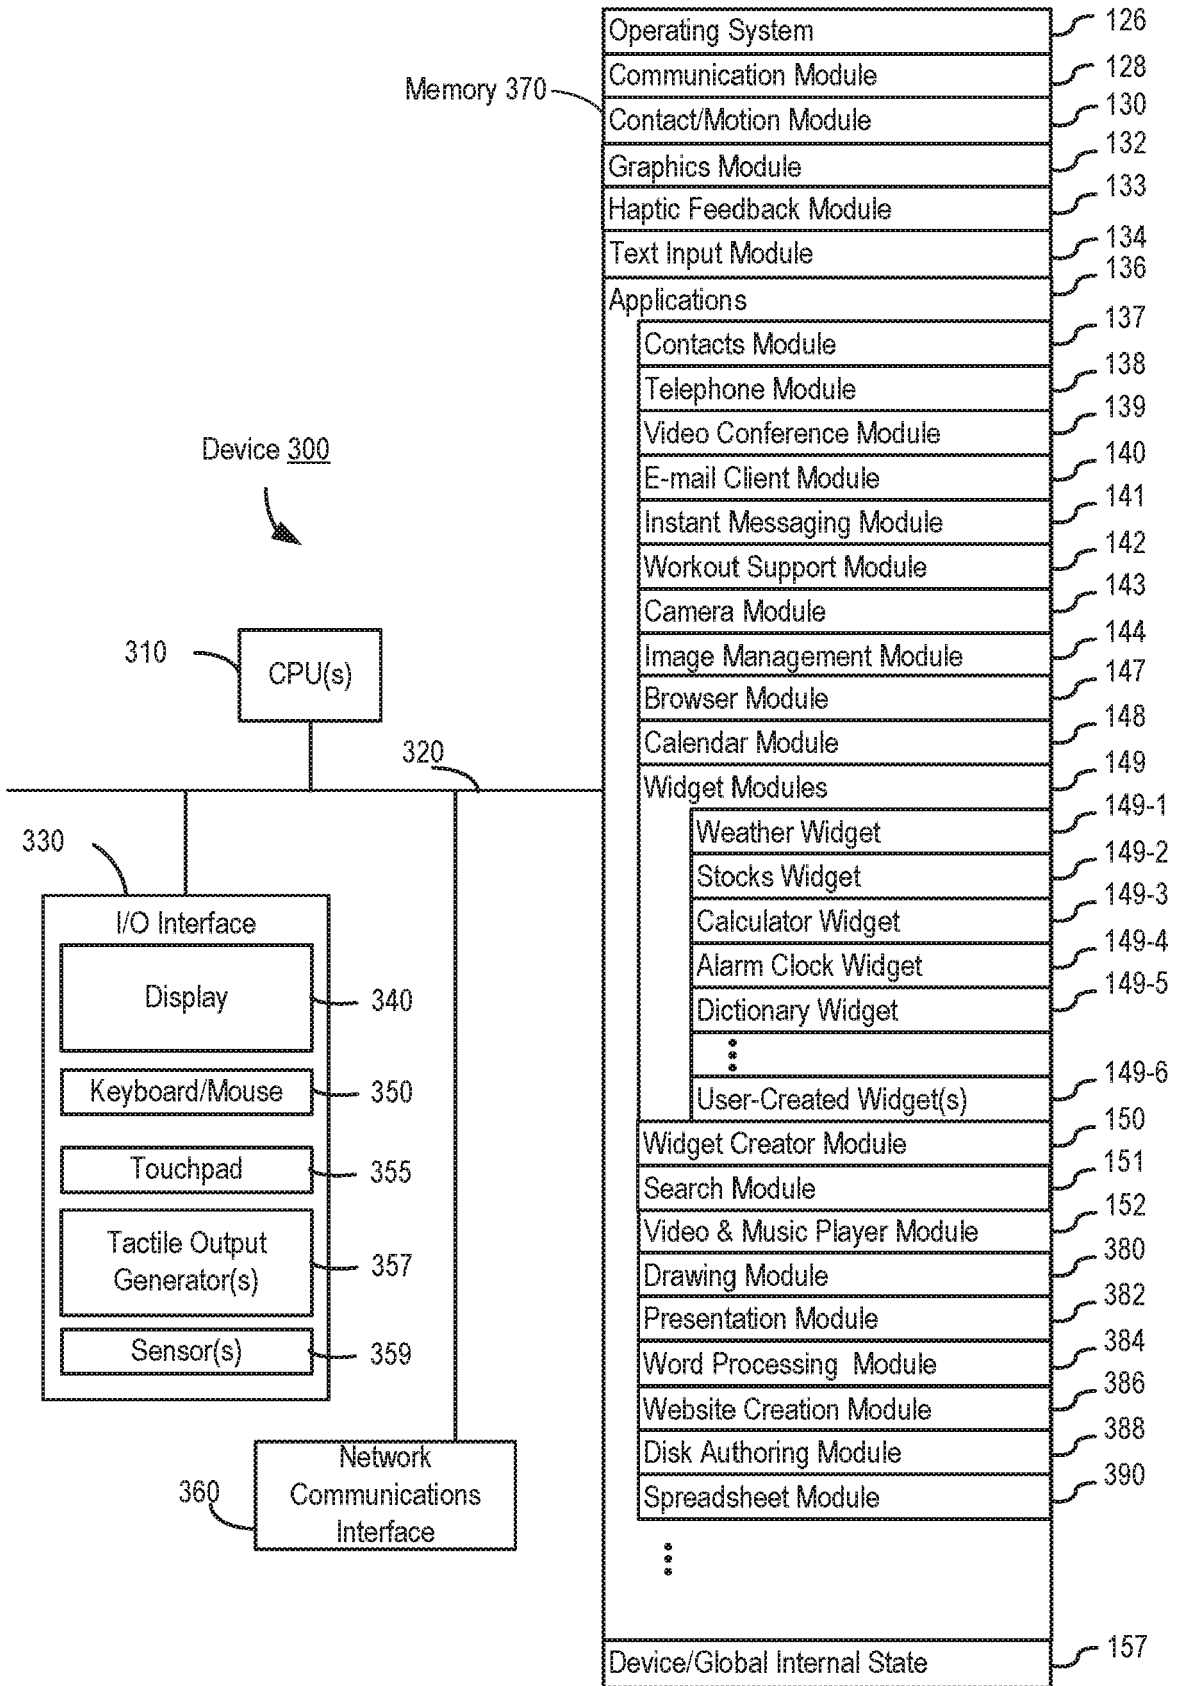 Device 300
310
CPU(s)
320
330
I/O Interface
Display
340
Keyboard/Mouse
350
Touchpad
355
Tactile Output
Generator(s)
357
Sensor(s)
359
Network
Communications
Interface
360
Memory 370
Operating System
126
Communication Module
128
Contact/Motion Module
130
Graphics Module
132
Haptic Feedback Module
133
Text Input Module
134
Applications
136
Contacts Module
137
Telephone Module
138
Video Conference Module
139
E-mail Client Module
140
Instant Messaging Module
141
Workout Support Module
142
Camera Module
143
Image Management Module
144
Browser Module
147
Calendar Module
148
Widget Modules
149
Weather Widget
149-1
Stocks Widget
149-2
Calculator Widget
149-3
Alarm Clock Widget
149-4
Dictionary Widget
149-5
User-Created Widget(s)
149-6
Widget Creator Module
150
Search Module
151
Video & Music Player Module
152
Drawing Module
380
Presentation Module
382
Word Processing Module
384
Website Creation Module
386
Disk Authoring Module
388
Spreadsheet Module
390
Device/Global Internal State
157